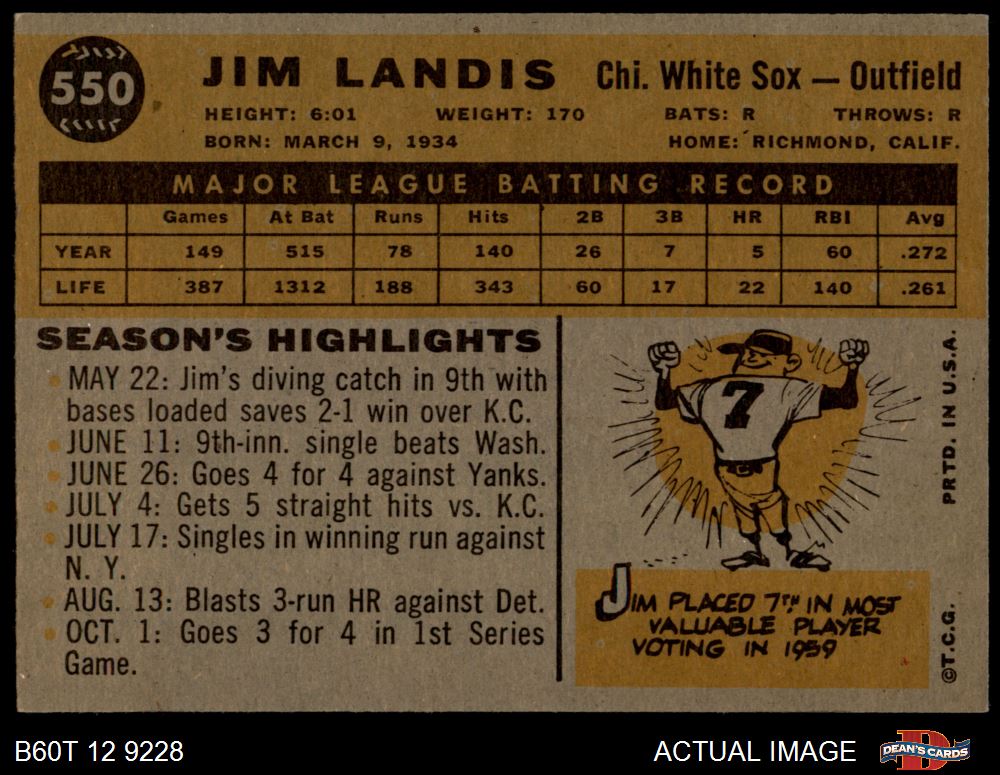 550
JIM LANDIS Chi. White Sox — Outfield
HEIGHT: 6:01 WEIGHT: 170 BATS: R THROWS: R
BORN: MARCH 9, 1934 HOME: RICHMOND, CALIF.
MAJOR LEAGUE BATTING RECORD
Games At Bat Runs Hits 2B 3B HR RBI Avg
YEAR 149 515 78 140 26 7 5 60 .272
LIFE 387 1312 188 343 60 17 22 140 .261
SEASON'S HIGHLIGHTS
MAY 22: Jim's diving catch in 9th with
bases loaded saves 2-1 win over K.C.
JUNE 11: 9th-inn. single beats Wash.
JUNE 26: Goes 4 for 4 against Yanks.
JULY 4: Gets 5 straight hits vs. K.C.
JULY 17: Singles in winning run against
N. Y.
AUG. 13: Blasts 3-run HR against Det.
OCT. 1: Goes 3 for 4 in 1st Series
Game.
7
JIM PLACED 7TH IN MOST
VALUABLE PLAYER
VOTING IN 1959
PRTD. IN U.S.A.
©T.C.G.
B60T 12 9228
ACTUAL IMAGE
D
DEAN'S CARDS